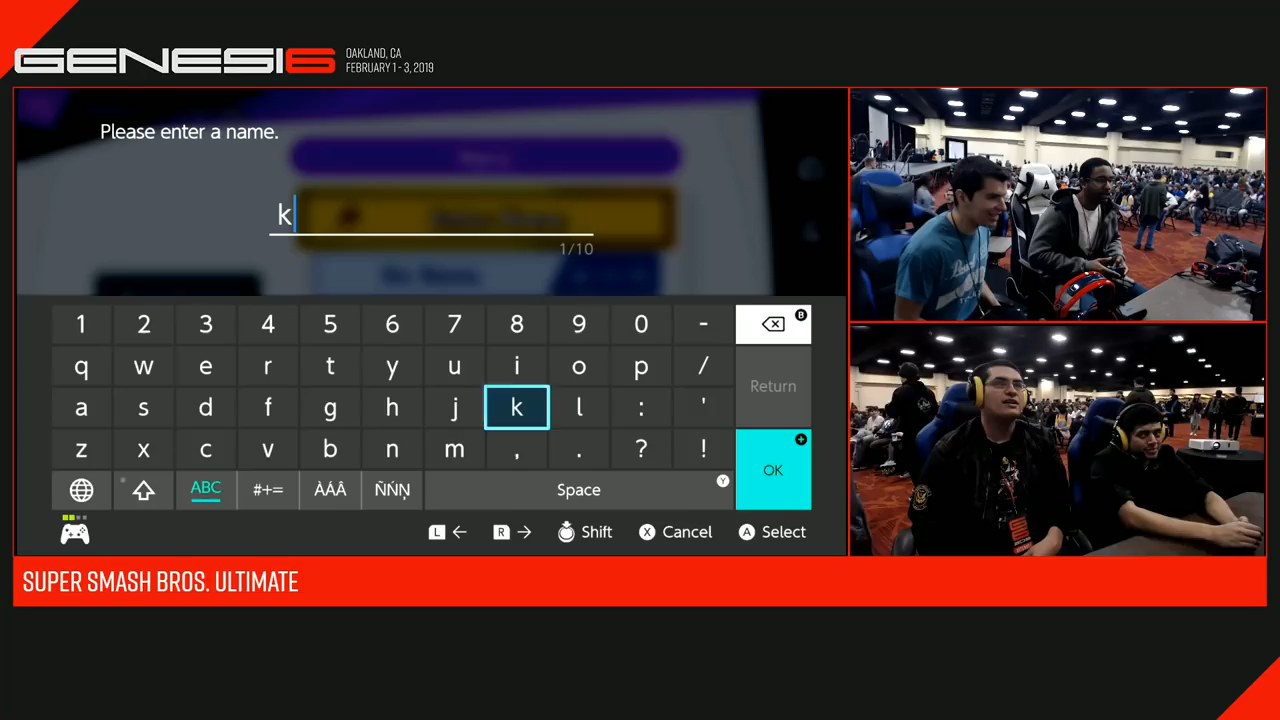 GENESI6
OAKLAND, CA
FEBRUARY 1 - 3, 2019
Please enter a name.
k
1/10
1 2 3 4 5 6 7 8 9 0 - B
q w e r t y u i o p / Return
a s d f g h j k l : '
z x c v b n m , . ? ! OK
ABC #+= ÀÁÂ ÑŃŅ Space Y
L ← R → Shift X Cancel A Select
SUPER SMASH BROS. ULTIMATE